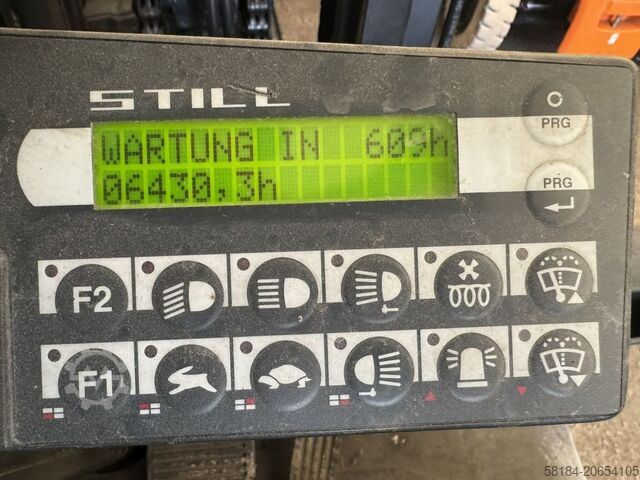 STILL
WARTUNG IN 609h
06430,3h
PRG
PRG
F2
F1
58184-20654105